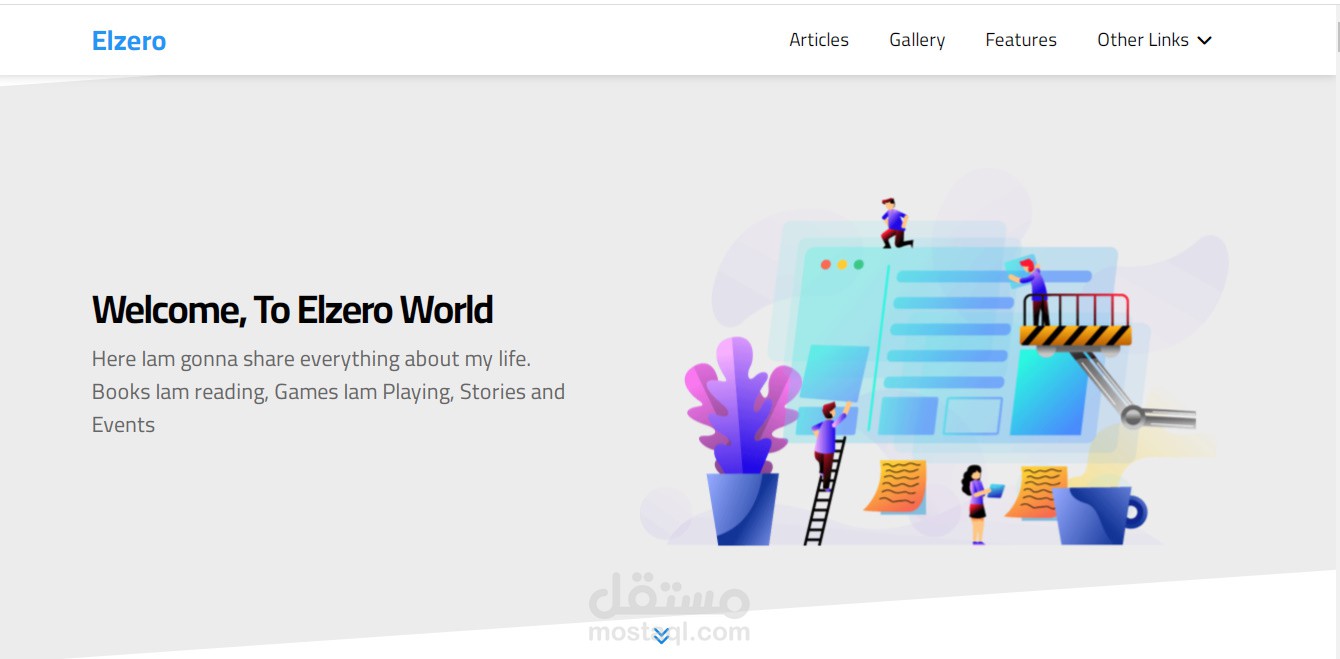 Elzero
Articles
Gallery
Features
Other Links
Welcome, To Elzero World
Here Iam gonna share everything about my life.
Books Iam reading, Games Iam Playing, Stories and
Events
مستقل
mostaql.com